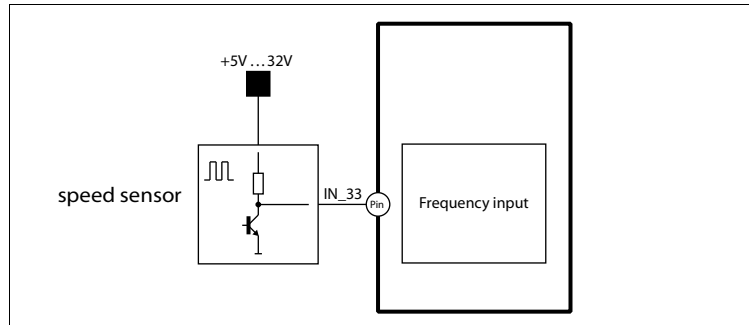 +5V ... 32V
speed sensor
IN_33
Pin
Frequency input